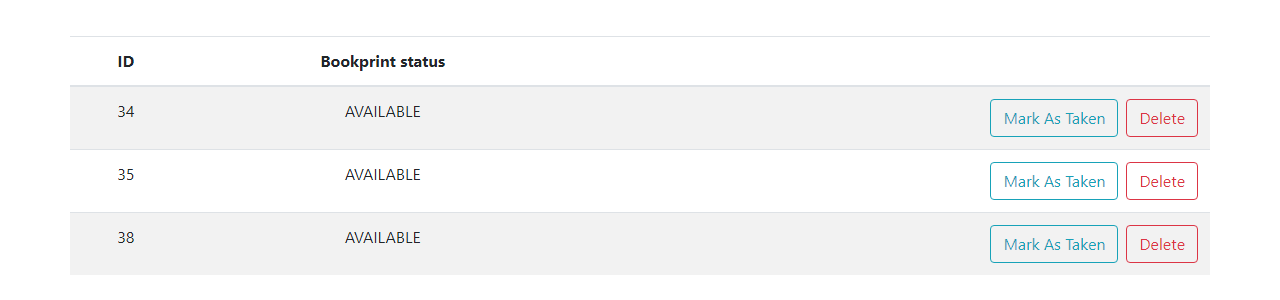 ID Bookprint status
34 AVAILABLE Mark As Taken Delete
35 AVAILABLE Mark As Taken Delete
38 AVAILABLE Mark As Taken Delete